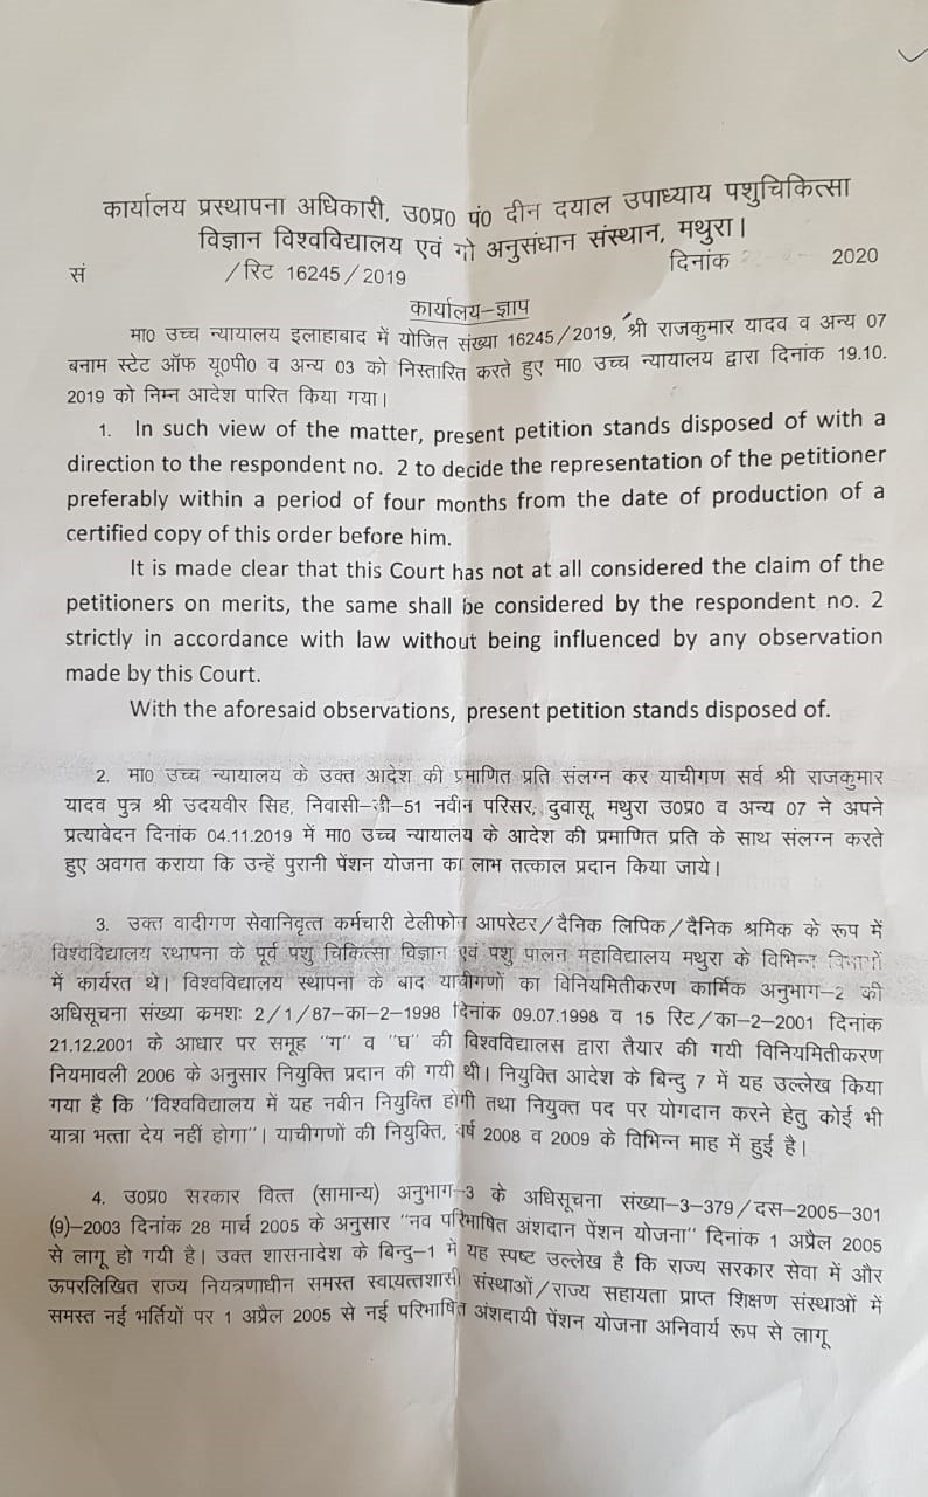 कार्यालय प्रस्थापना अधिकारी, उ0प्र0 पं0 दीन दयाल उपाध्याय पशुचिकित्सा
विज्ञान विश्वविद्यालय एवं गो अनुसंधान संस्थान, मथुरा।
सं /रिट 16245/2019 दिनांक 2020
कार्यालय–ज्ञाप
मा0 उच्च न्यायालय इलाहाबाद में योजित संख्या 16245/2019, श्री राजकुमार यादव व अन्य 07
बनाम स्टेट ऑफ यू0पी0 व अन्य 03 को निस्तारित करते हुए मा0 उच्च न्यायालय द्वारा दिनांक 19.10.
2019 को निम्न आदेश पारित किया गया।
1. In such view of the matter, present petition stands disposed of with a
direction to the respondent no. 2 to decide the representation of the petitioner
preferably within a period of four months from the date of production of a
certified copy of this order before him.
It is made clear that this Court has not at all considered the claim of the
petitioners on merits, the same shall be considered by the respondent no. 2
strictly in accordance with law without being influenced by any observation
made by this Court.
With the aforesaid observations, present petition stands disposed of.
2. मा0 उच्च न्यायालय के उक्त आदेश की प्रमाणित प्रति संलग्न कर याचीगण सर्व श्री राजकुमार
यादव पुत्र श्री उदयवीर सिह, निवासी–डी–51 नवीन परिसर, दुवासू, मथुरा उ0प्र0 व अन्य 07 ने अपने
प्रत्यावेदन दिनांक 04.11.2019 में मा0 उच्च न्यायालय के आदेश की प्रमाणित प्रति के साथ संलग्न करते
हुए अवगत कराया कि उन्हें पुरानी पेंशन योजना का लाभ तत्काल प्रदान किया जाये।
3. उक्त वादीगण सेवानिवृत्त कर्मचारी टेलीफोन आपरेटर/दैनिक लिपिक/दैनिक श्रमिक के रूप में
विश्वविद्यालय स्थापना के पूर्व पशु चिकित्सा विज्ञान एवं पशु पालन महाविद्यालय मथुरा के विभिन्न विभागों
में कार्यरत थे। विश्वविद्यालय स्थापना के बाद याचीगणों का विनियमितीकरण कार्मिक अनुभाग–2 की
अधिसूचना संख्या कमशः 2/1/87–का–2–1998 दिनांक 09.07.1998 व 15 रिट/का–2–2001 दिनांक
21.12.2001 के आधार पर समूह "ग" व "घ" की विश्वविद्यालस द्वारा तैयार की गयी विनियमितीकरण
नियमावली 2006 के अनुसार नियुक्ति प्रदान की गयी थी। नियुक्ति आदेश के बिन्दु 7 में यह उल्लेख किया
गया है कि "विश्वविद्यालय में यह नवीन नियुक्ति होगी तथा नियुक्त पद पर योगदान करने हेतु कोई भी
यात्रा भत्ता देय नहीं होगा"। याचीगणों की नियुक्ति, वर्ष 2008 व 2009 के विभिन्न माह में हुई है।
4. उ0प्र0 सरकार वित्त (सामान्य) अनुभाग–3 के अधिसूचना संख्या–3–379/दस–2005–301
(9)–2003 दिनांक 28 मार्च 2005 के अनुसार "नव परिभाषित अंशदान पेंशन योजना" दिनांक 1 अप्रैल 2005
से लागू हो गयी है। उक्त शासनादेश के बिन्दु–1 में यह स्पष्ट उल्लेख है कि राज्य सरकार सेवा में और
ऊपरलिखित राज्य नियत्रणाधीन समस्त स्वायत्तशासी संस्थाओं/राज्य सहायता प्राप्त शिक्षण संस्थाओं में
समस्त नई भर्तियों पर 1 अप्रैल 2005 से नई परिभाषित अंशदायी पेंशन योजना अनिवार्य रूप से लागू